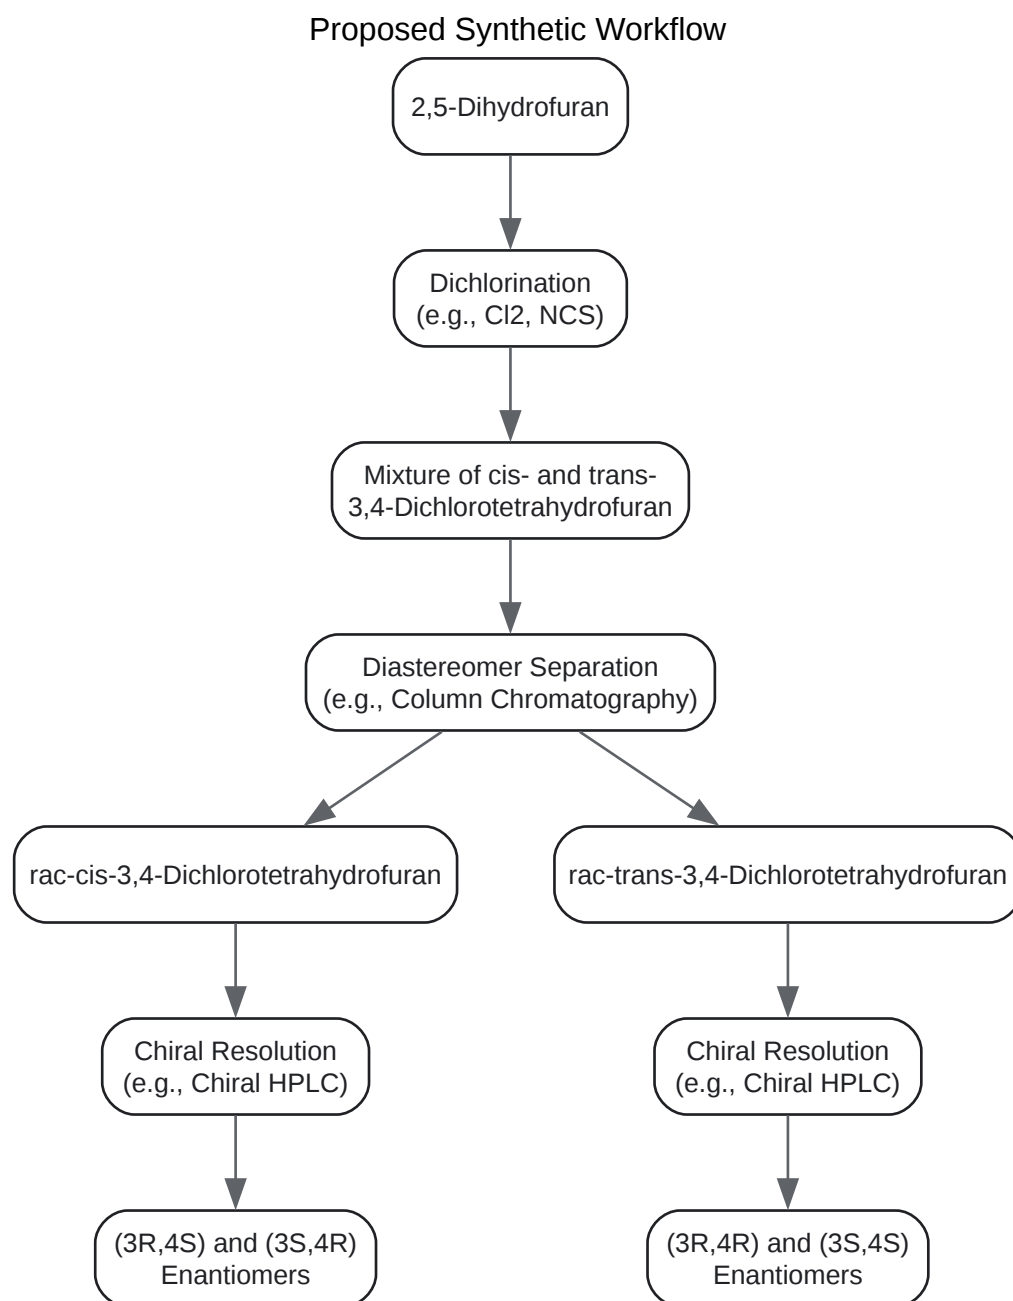 Proposed Synthetic Workflow
2,5-Dihydrofuran
Dichlorination
(e.g., Cl2, NCS)
Mixture of cis- and trans-
3,4-Dichlorotetrahydrofuran
Diastereomer Separation
(e.g., Column Chromatography)
rac-cis-3,4-Dichlorotetrahydrofuran
rac-trans-3,4-Dichlorotetrahydrofuran
Chiral Resolution
(e.g., Chiral HPLC)
Chiral Resolution
(e.g., Chiral HPLC)
(3R,4S) and (3S,4R)
Enantiomers
(3R,4R) and (3S,4S)
Enantiomers